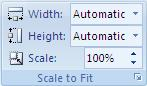 Width: Automatic
Height: Automatic
Scale: 100%
Scale to Fit